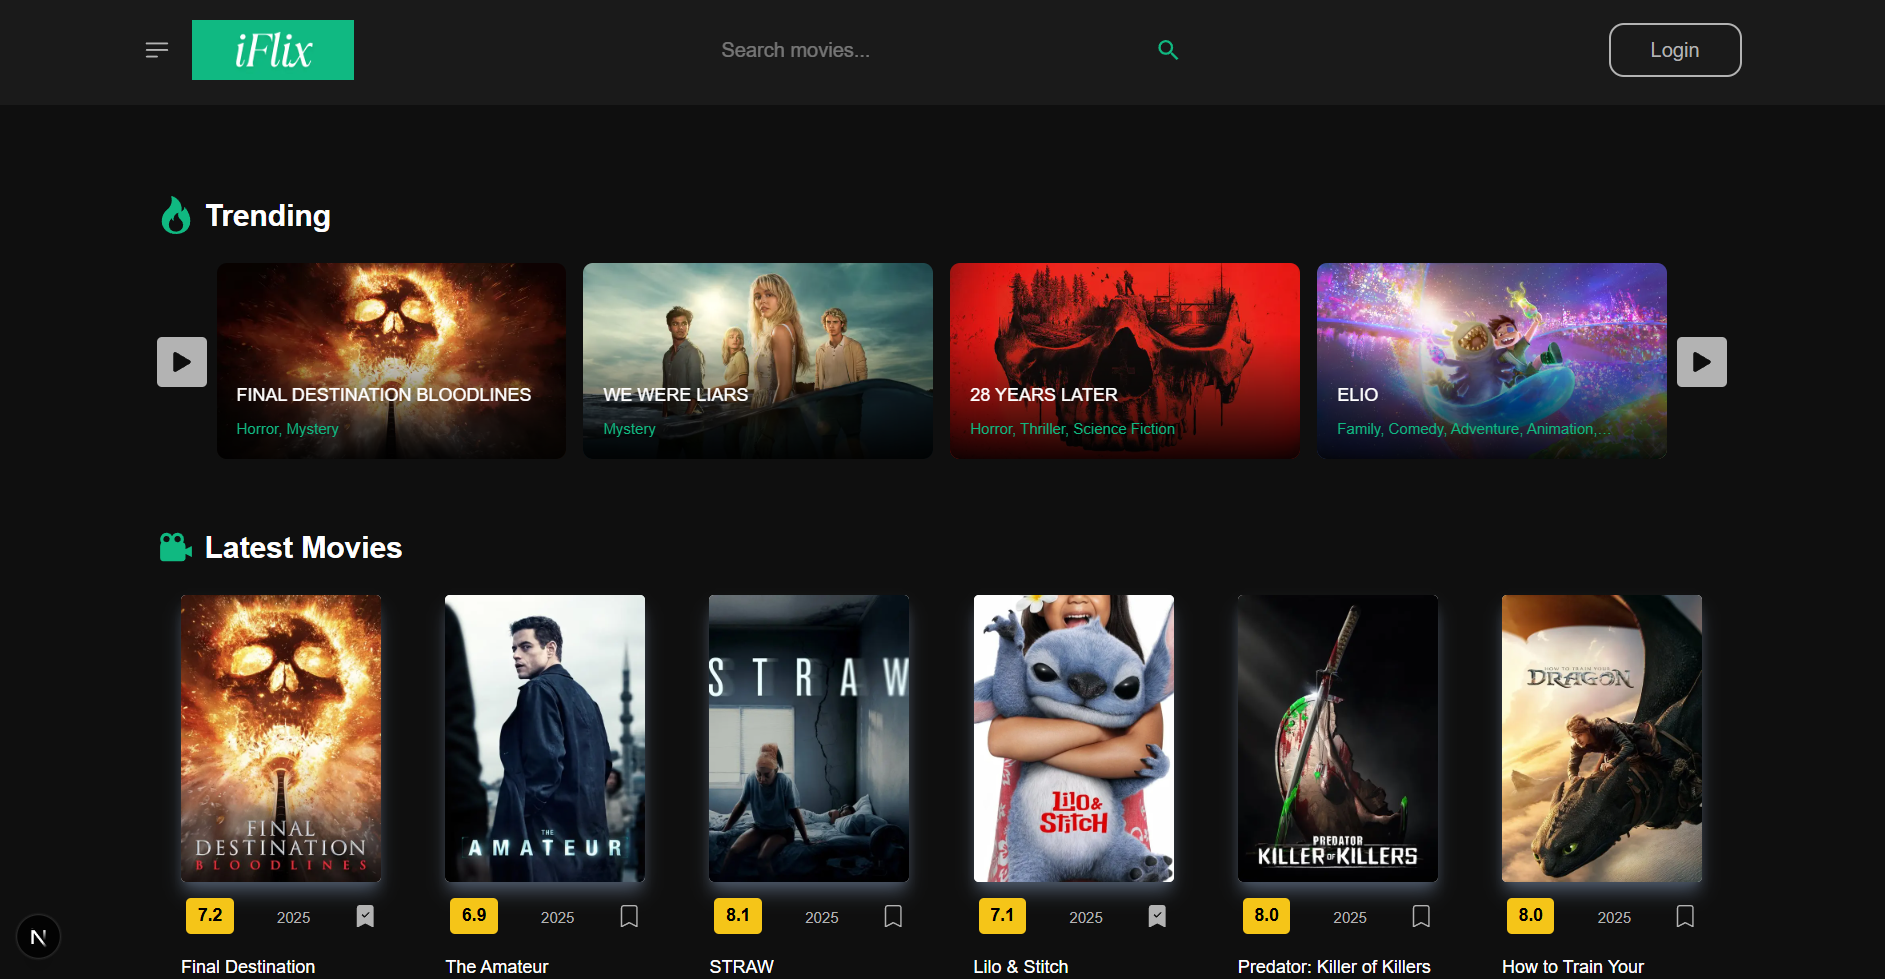 iFlix
Search movies...
Login
Trending
FINAL DESTINATION BLOODLINES
Horror, Mystery
WE WERE LIARS
Mystery
28 YEARS LATER
Horror, Thriller, Science Fiction
ELIO
Family, Comedy, Adventure, Animation,...
Latest Movies
FINAL
DESTINATION
BLOODLINES
THE
AMATEUR
STRAW
Lilo &
Stitch
PREDATOR
KILLER OF KILLERS
HOW TO TRAIN YOUR
DRAGON
7.2 2025
6.9 2025
8.1 2025
7.1 2025
8.0 2025
8.0 2025
N
Final Destination
The Amateur
STRAW
Lilo & Stitch
Predator: Killer of Killers
How to Train Your